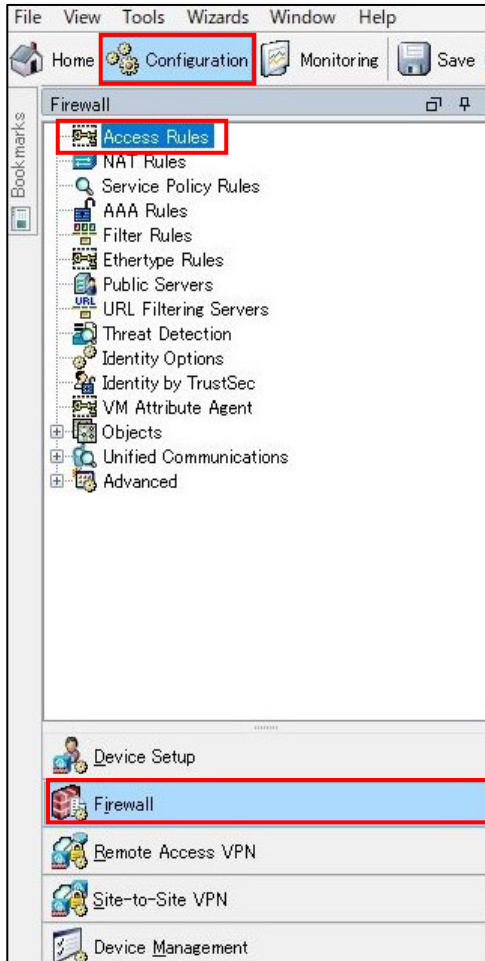 File View Tools Wizards Window Help
Home Configuration Monitoring Save
Bookmarks
Firewall
Access Rules
NAT Rules
Service Policy Rules
AAA Rules
Filter Rules
Ethertype Rules
Public Servers
URL URL Filtering Servers
Threat Detection
Identity Options
Identity by TrustSec
VM Attribute Agent
Objects
Unified Communications
Advanced
Device Setup
Firewall
Remote Access VPN
Site-to-Site VPN
Device Management